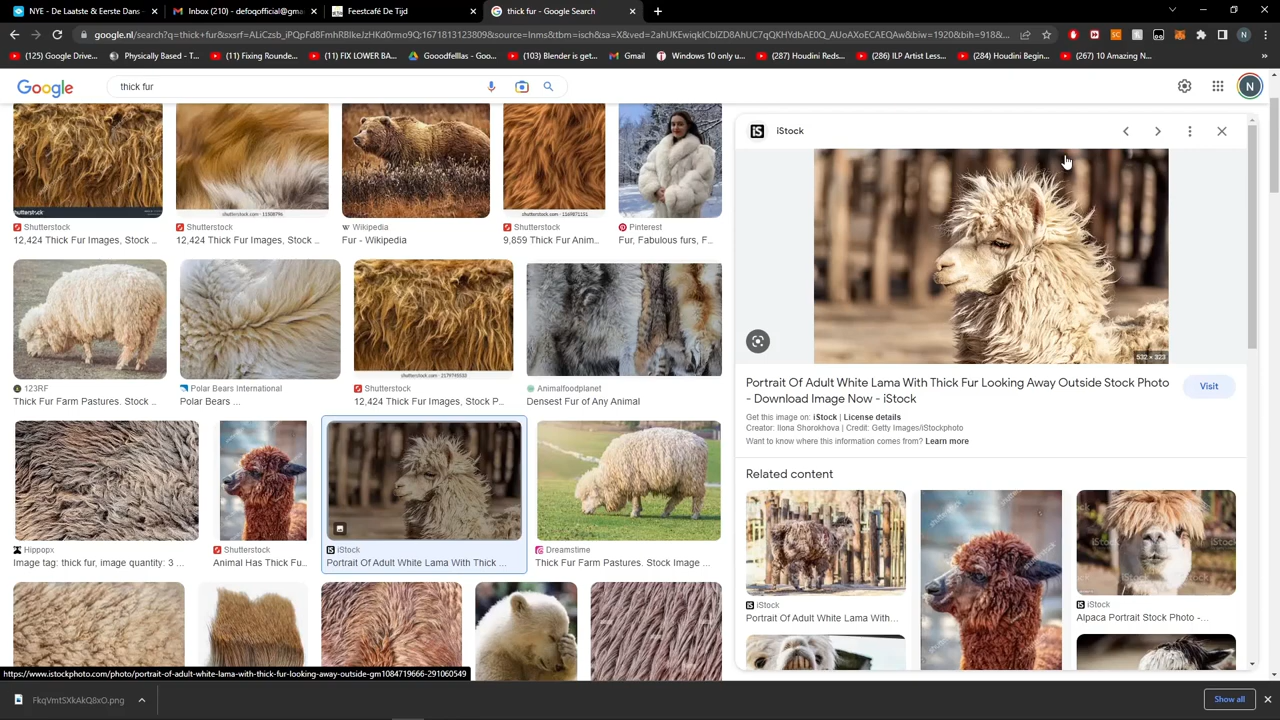 NYE - De Laatste & Eerste Dans -
Inbox (210) - defoqofficial@gmai
Feestcafé De Tijd
thick fur - Google Search
google.nl/search?q=thick+fur&sxsrf=ALiCzsb_iPQpFd8FmhRBIkeJzHKd0rmo9Q:1671813123809&source=lnms&tbm=isch&sa=X&ved=2ahUKEwiqkICbIZD8AhUC7qQKHYdbAE0Q_AUoAXoECAEQAw&biw=1920&bih=918&...
(125) Google Drive...
Physically Based - T...
(11) Fixing Rounde...
(11) FIX LOWER BA...
Goodfellas - Goo...
(103) Blender is get...
Gmail
Windows 10 only u...
(287) Houdini Reds...
(286) ILP Artist Less...
(284) Houdini Begin...
(267) 10 Amazing N...
Google
thick fur
N
iS
iStock
Shutterstock
12,424 Thick Fur Images, Stock ...
Shutterstock
12,424 Thick Fur Images, Stock ...
Wikipedia
Fur - Wikipedia
Shutterstock
9,859 Thick Fur Anim...
Pinterest
Fur, Fabulous furs, F...
532 × 323
Portrait Of Adult White Lama With Thick Fur Looking Away Outside Stock Photo
- Download Image Now - iStock
Visit
Get this image on: iStock | License details
Creator: Ilona Shorokhova | Credit: Getty Images/iStockphoto
Want to know where this information comes from? Learn more
123RF
Thick Fur Farm Pastures. Stock ...
Polar Bears International
Polar Bears ...
Shutterstock
12,424 Thick Fur Images, Stock P...
Animalfoodplanet
Densest Fur of Any Animal
Related content
Hippopx
Image tag: thick fur, image quantity: 3 ...
Shutterstock
Animal Has Thick Fu...
iStock
Portrait Of Adult White Lama With Thick ...
Dreamstime
Thick Fur Farm Pastures. Stock Image ...
iStock
Portrait Of Adult White Lama With...
iStock
Alpaca Portrait Stock Photo -...
https://www.istockphoto.com/photo/portrait-of-adult-white-lama-with-thick-fur-looking-away-outside-gm1084719666-291060549
FkqVmtSXkAkQ8xO.png
Show all